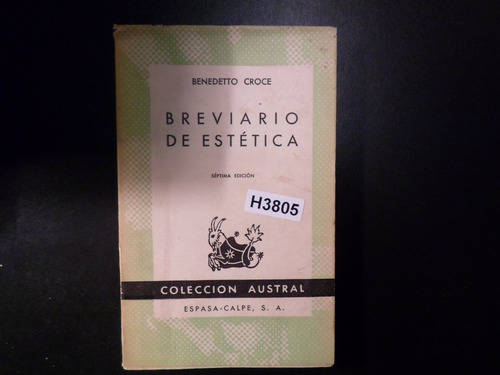 BENEDETTO CROCE
BREVIARIO
DE ESTÉTICA
SÉPTIMA EDICIÓN
H3805
COLECCION AUSTRAL
ESPASA-CALPE, S. A.